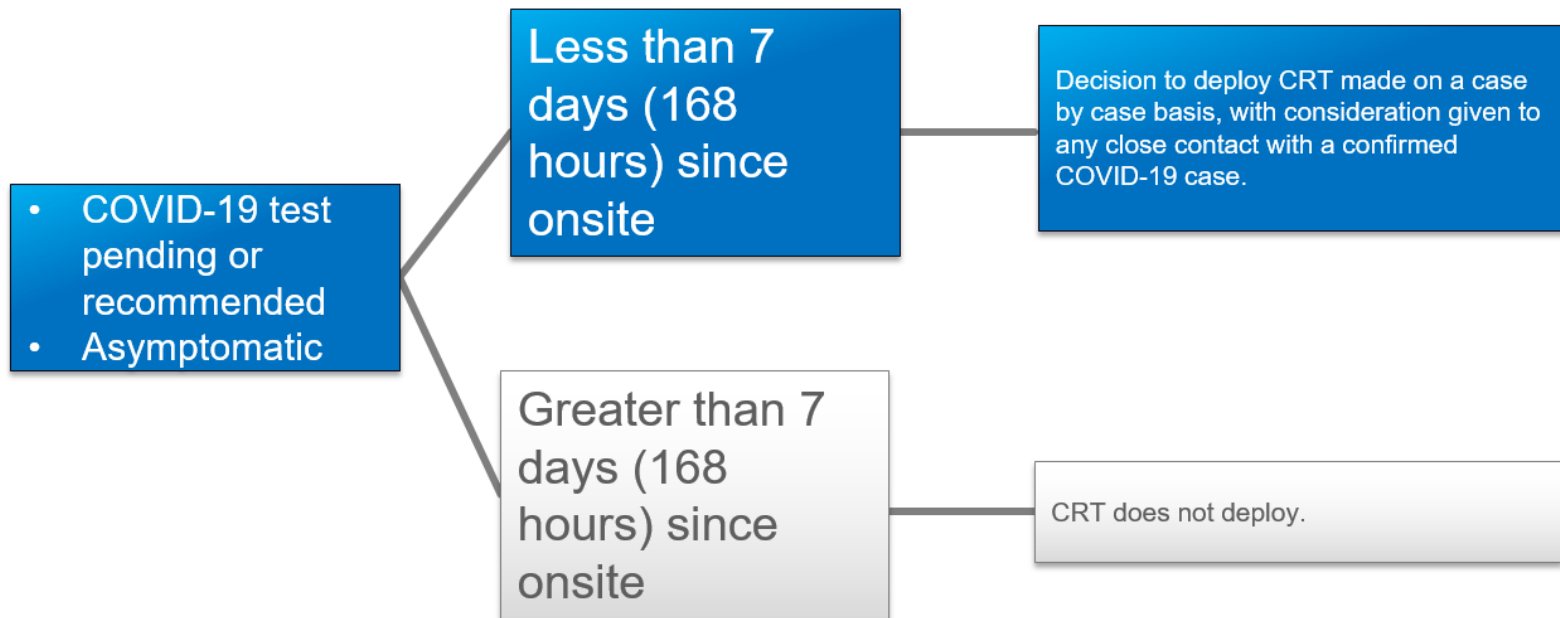 • COVID-19 test
pending or
recommended
• Asymptomatic
Less than 7
days (168
hours) since
onsite
Decision to deploy CRT made on a case
by case basis, with consideration given to
any close contact with a confirmed
COVID-19 case.
Greater than 7
days (168
hours) since
onsite
CRT does not deploy.